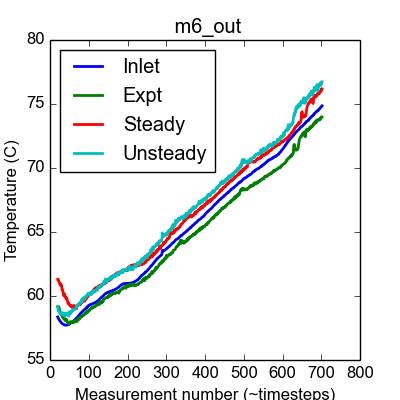 m6_out
Inlet
Expt
Steady
Unsteady
Temperature (C)
80
75
70
65
60
55
0 100 200 300 400 500 600 700 800
Measurement number (~timesteps)